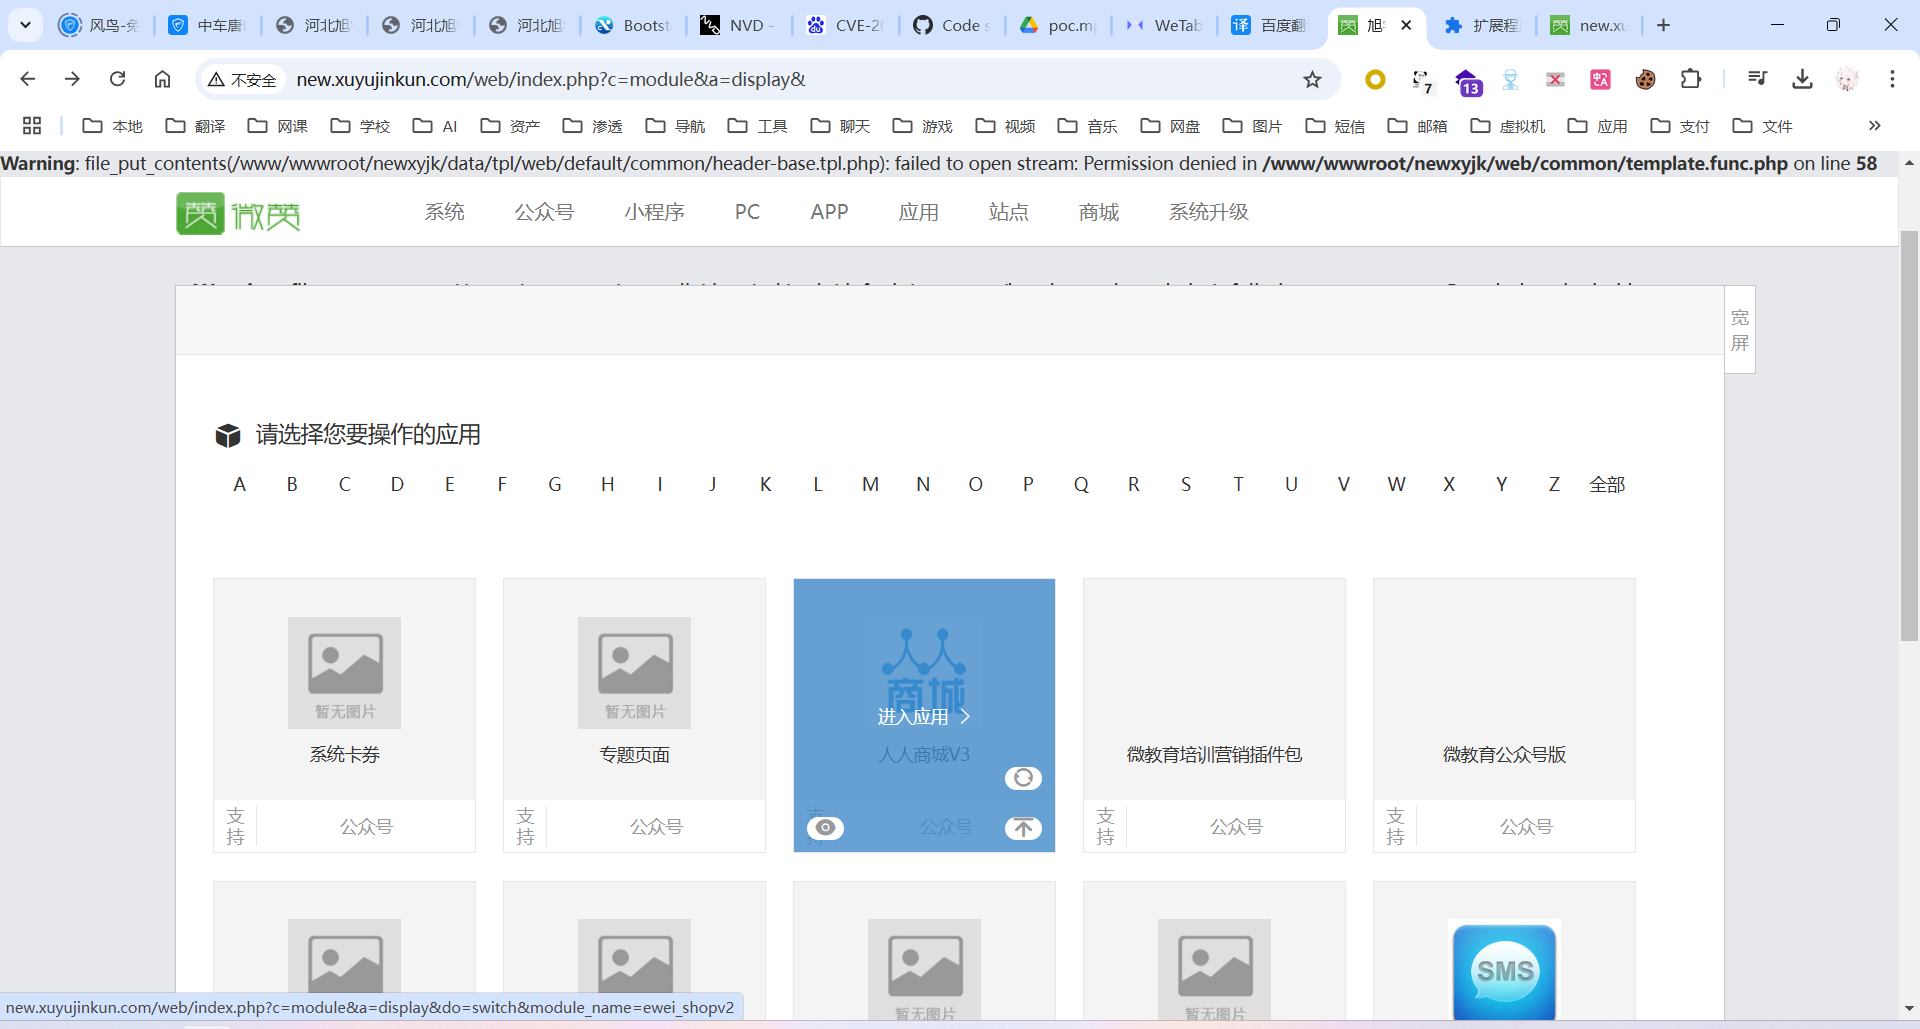 风鸟-免
中车唐
河北旭
河北旭
河北旭
Bootst
NVD -
CVE-20
Code s
poc.m
WeTab
译
百度翻
旭
扩展程
new.xu
不安全
new.xuyujinkun.com/web/index.php?c=module&a=display&
7
13
本地
翻译
网课
学校
AI
资产
渗透
导航
工具
聊天
游戏
视频
音乐
网盘
图片
短信
邮箱
虚拟机
应用
支付
文件
Warning: file_put_contents(/www/wwwroot/newxyjk/data/tpl/web/default/common/header-base.tpl.php): failed to open stream: Permission denied in /www/wwwroot/newxyjk/web/common/template.func.php on line 58
微赞
系统
公众号
小程序
PC
APP
应用
站点
商城
系统升级
宽屏
请选择您要操作的应用
A B C D E F G H I J K L M N O P Q R S T U V W X Y Z 全部
暂无图片
暂无图片
人人商城
进入应用
系统卡券
专题页面
人人商城V3
微教育培训营销插件包
微教育公众号版
支持
公众号
支持
公众号
支持
公众号
支持
公众号
支持
公众号
SMS
暂无图片
暂无图片
new.xuyujinkun.com/web/index.php?c=module&a=display&do=switch&module_name=ewei_shopv2